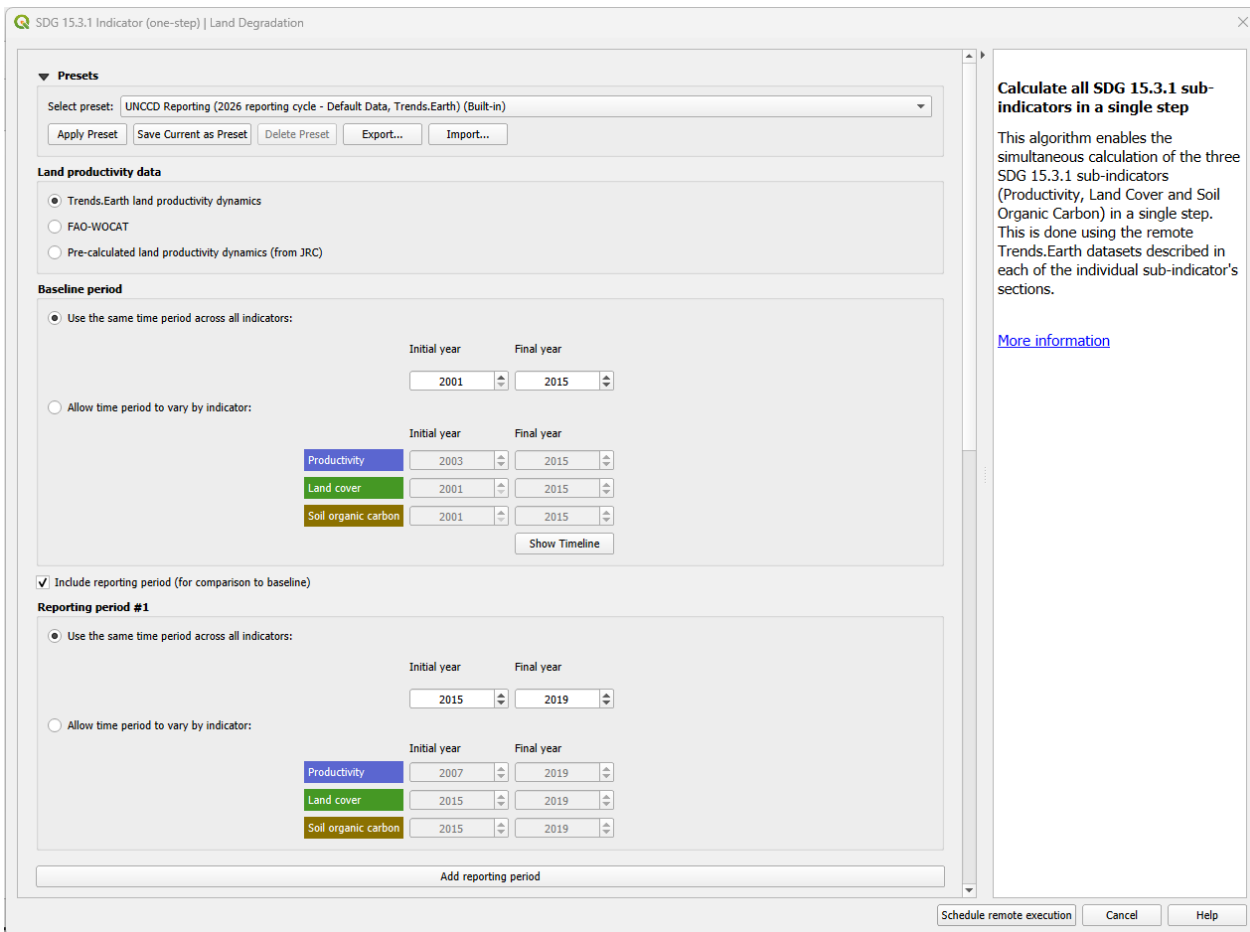 SDG 15.3.1 Indicator (one-step) | Land Degradation
Presets
Select preset: UNCCD Reporting (2026 reporting cycle - Default Data, Trends.Earth) (Built-in)
Apply Preset Save Current as Preset Delete Preset Export... Import...
Land productivity data
Trends.Earth land productivity dynamics
FAO-WOCAT
Pre-calculated land productivity dynamics (from JRC)
Baseline period
Use the same time period across all indicators:
Initial year Final year
2001 2015
Allow time period to vary by indicator:
Initial year Final year
Productivity 2003 2015
Land cover 2001 2015
Soil organic carbon 2001 2015
Show Timeline
Include reporting period (for comparison to baseline)
Reporting period #1
Use the same time period across all indicators:
Initial year Final year
2015 2019
Allow time period to vary by indicator:
Initial year Final year
Productivity 2007 2019
Land cover 2015 2019
Soil organic carbon 2015 2019
Add reporting period
Calculate all SDG 15.3.1 sub-
indicators in a single step
This algorithm enables the
simultaneous calculation of the three
SDG 15.3.1 sub-indicators
(Productivity, Land Cover and Soil
Organic Carbon) in a single step.
This is done using the remote
Trends.Earth datasets described in
each of the individual sub-indicator's
sections.
More information
Schedule remote execution Cancel Help